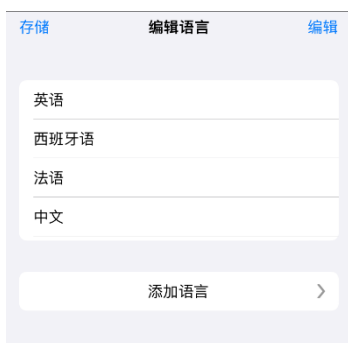 存储 编辑语言 编辑
英语
西班牙语
法语
中文
添加语言